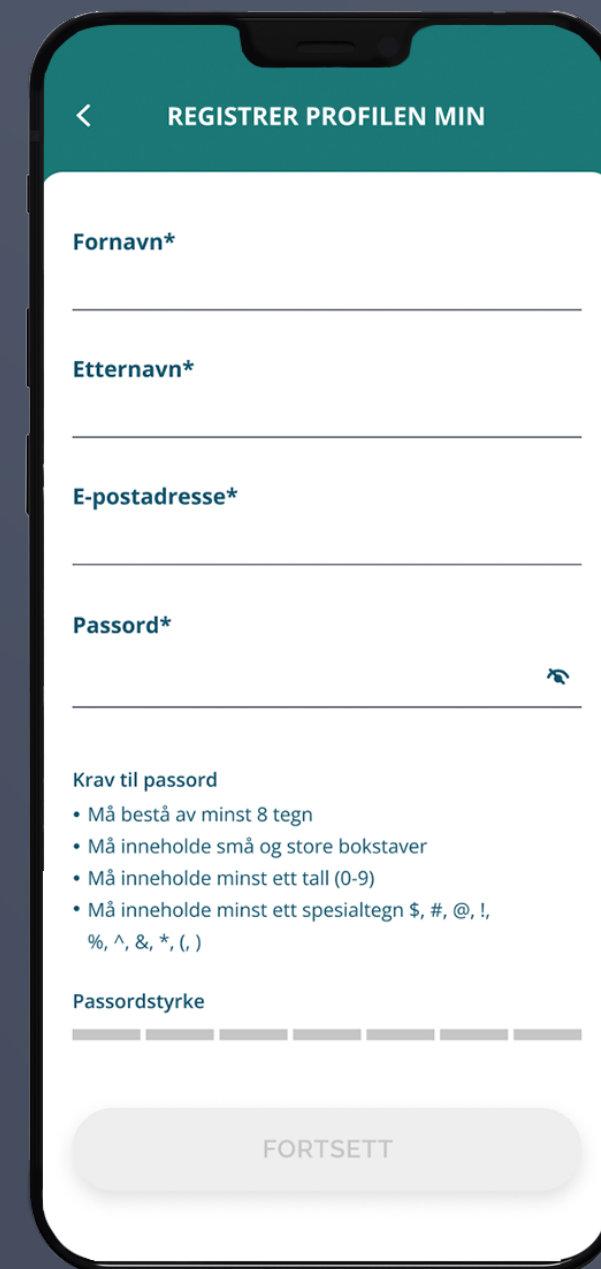 REGISTRER PROFILEN MIN
Fornavn*
Etternavn*
E-postadresse*
Passord*
Krav til passord
• Må bestå av minst 8 tegn
• Må inneholde små og store bokstaver
• Må inneholde minst ett tall (0-9)
• Må inneholde minst ett spesialtegn $, #, @, !,
%, ^, &, *, (, )
Passordstyrke
FORTSETT